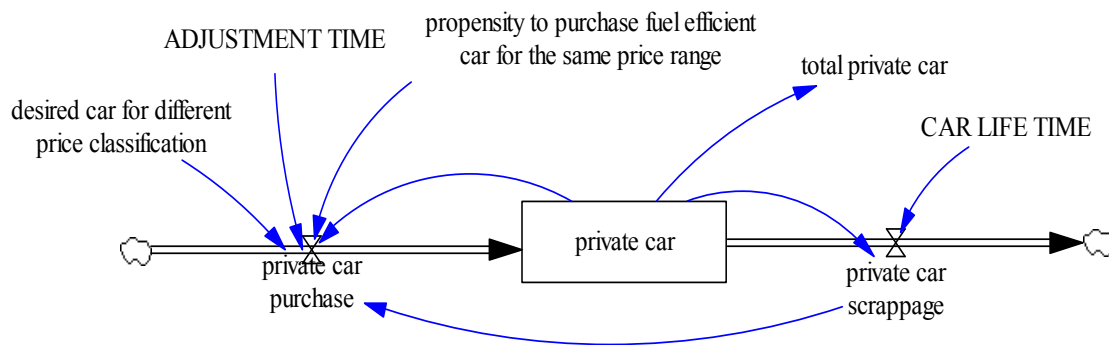 ADJUSTMENT TIME
propensity to purchase fuel efficient
car for the same price range
total private car
desired car for different
price classification
CAR LIFE TIME
private car
private car
purchase
private car
scrappage